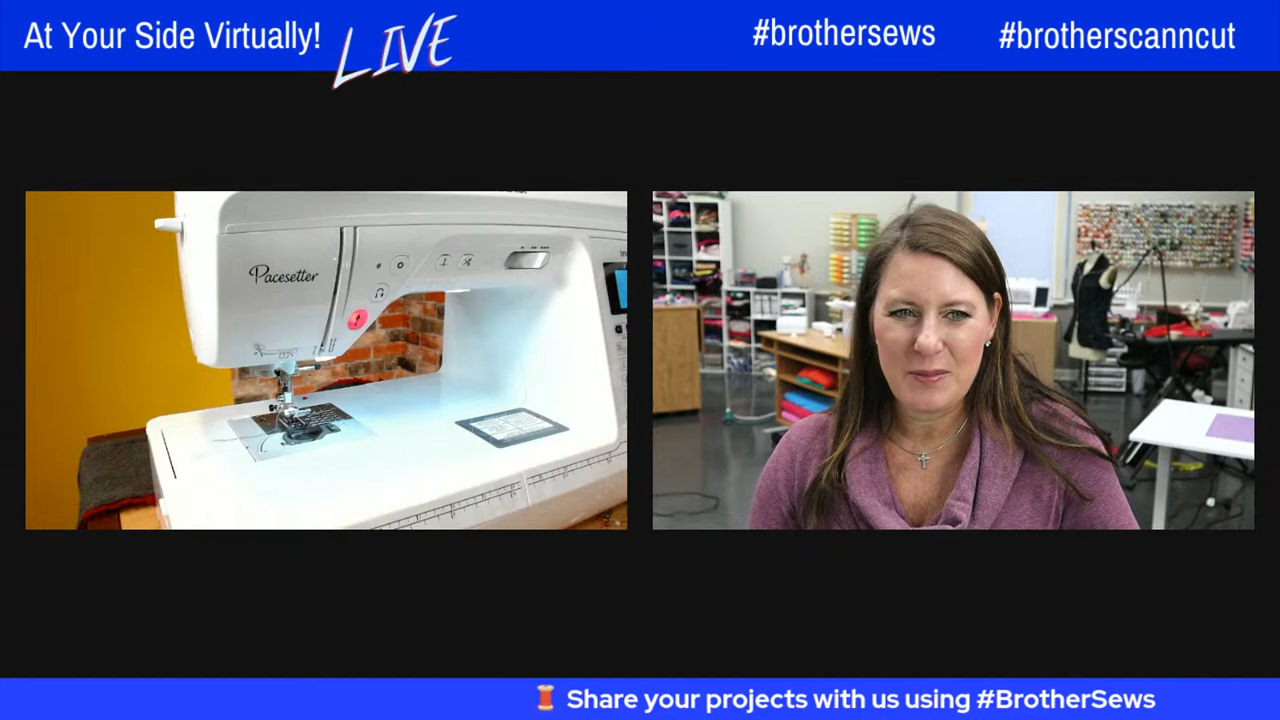 At Your Side Virtually! LIVE
#brothersews
#brotherscanncut
Pacesetter
🧵 Share your projects with us using #BrotherSews